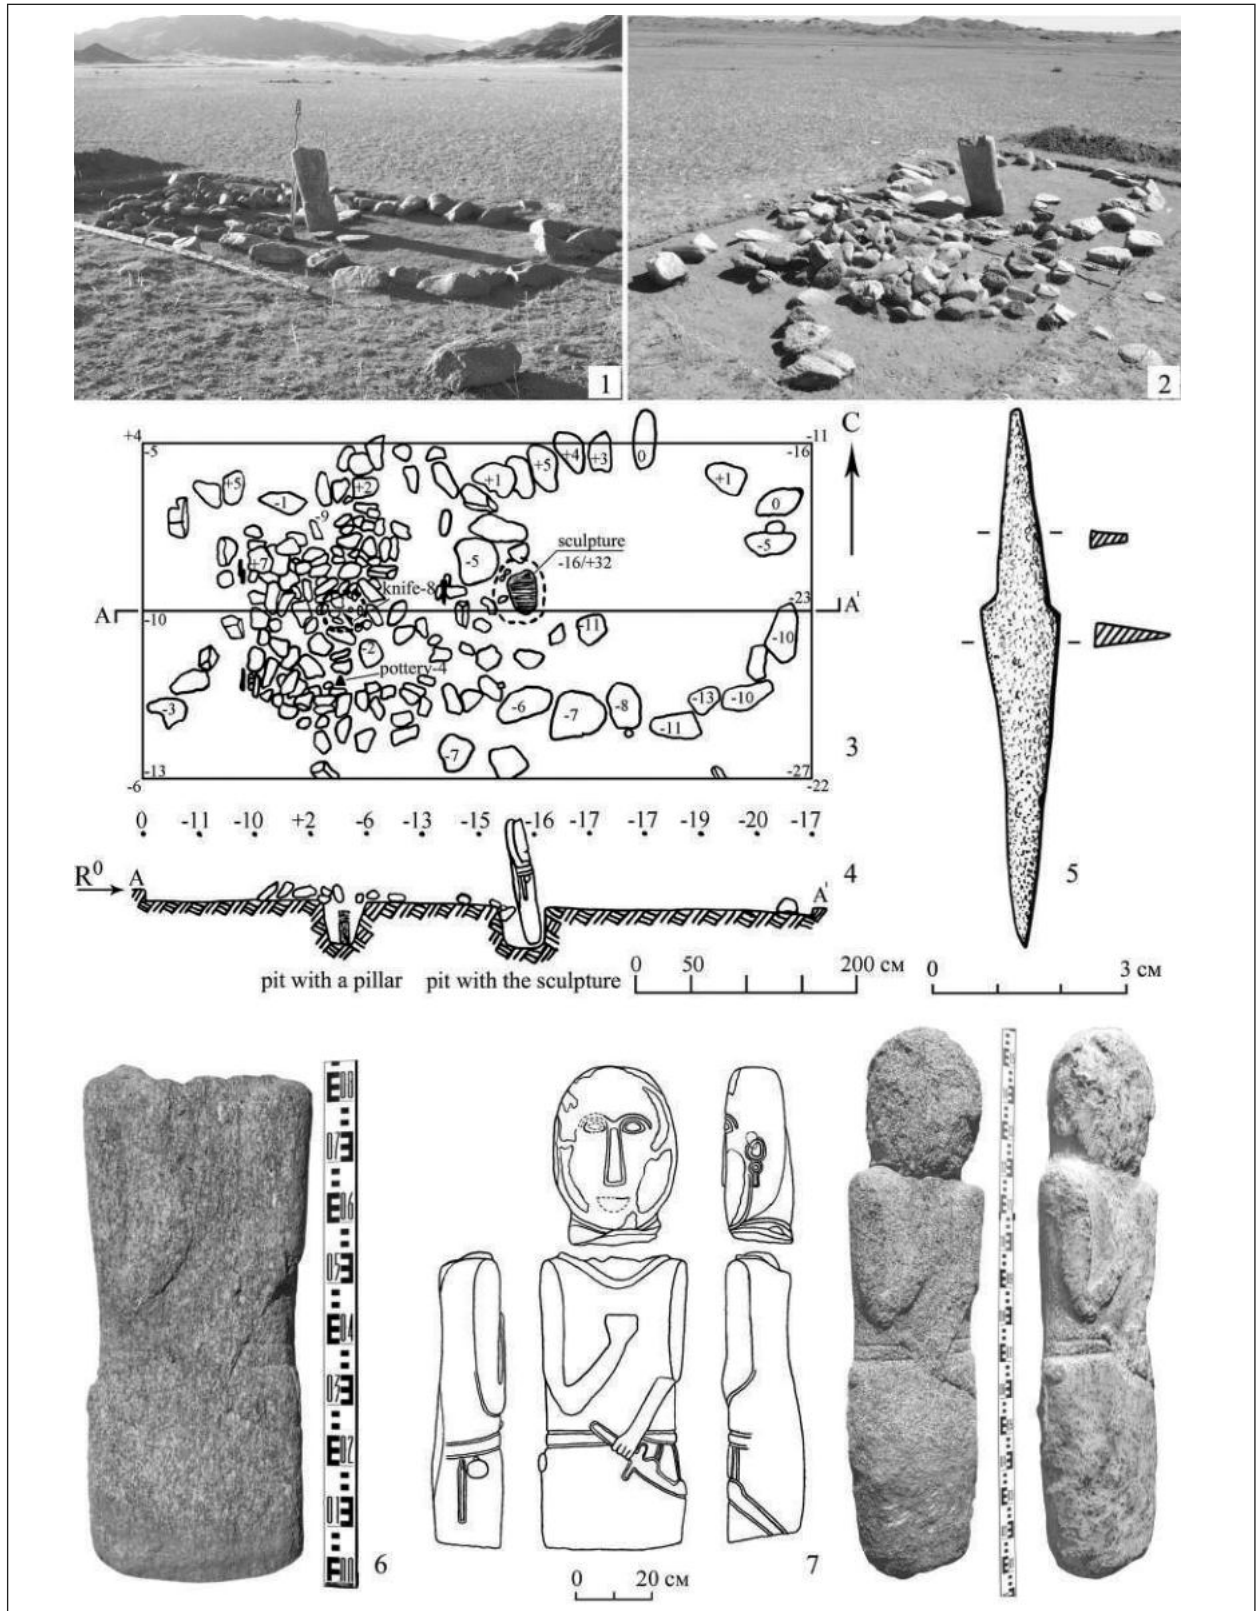 1
2
+4
-5
-11
-16
C
+5
-1
+2
-9
+1
+5
+4
+3
0
+1
0
-5
sculpture
-16/+32
-5
+7
knife-8
A
-10
-23
A'
-11
-10
-2
pottery-4
-3
-6
-7
-8
-13
-10
-11
-7
3
-13
-6
-27
-22
0 -11 -10 +2 -6 -13 -15 -16 -17 -17 -19 -20 -17
R⁰
A
A'
4
5
pit with a pillar
pit with the sculpture
0 50 200 см
0 3 см
6
7
0 20 см